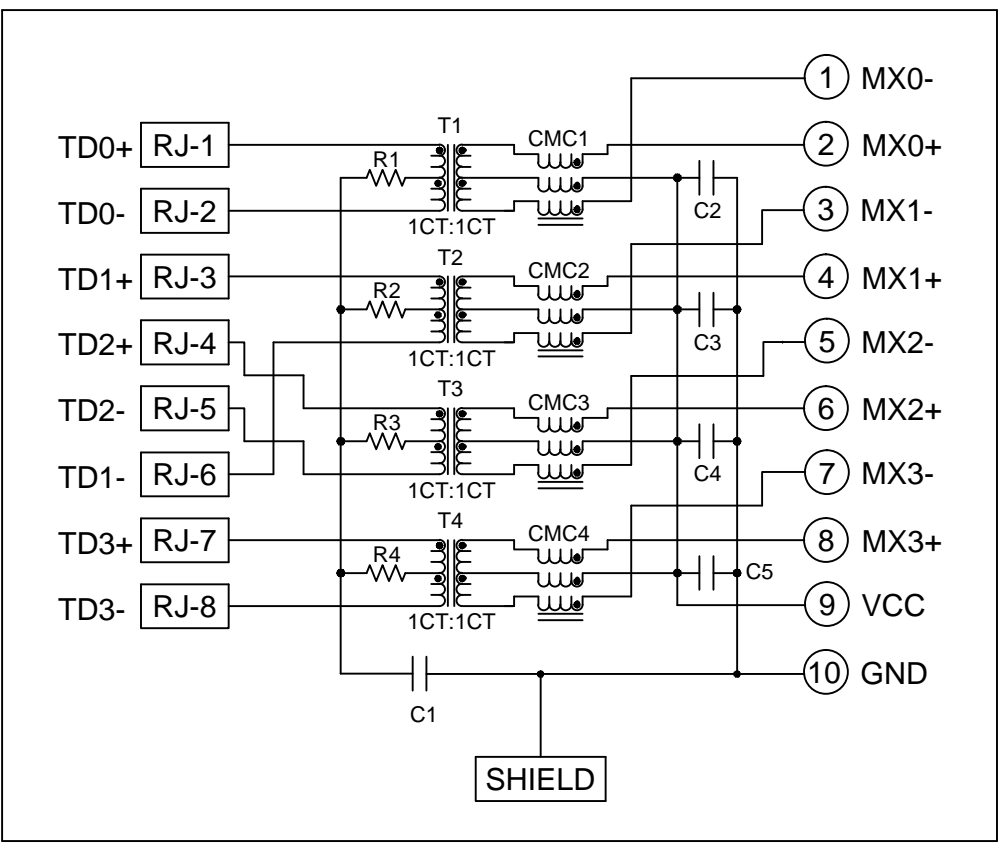 1 MX0-
T1
CMC1
TD0+ RJ-1
2 MX0+
R1
TD0- RJ-2
C2
3 MX1-
1CT:1CT
T2
CMC2
TD1+ RJ-3
4 MX1+
R2
TD2+ RJ-4
C3
5 MX2-
1CT:1CT
T3
CMC3
TD2- RJ-5
6 MX2+
R3
TD1- RJ-6
C4
7 MX3-
1CT:1CT
T4
CMC4
TD3+ RJ-7
8 MX3+
R4
C5
TD3- RJ-8
9 VCC
1CT:1CT
10 GND
C1
SHIELD